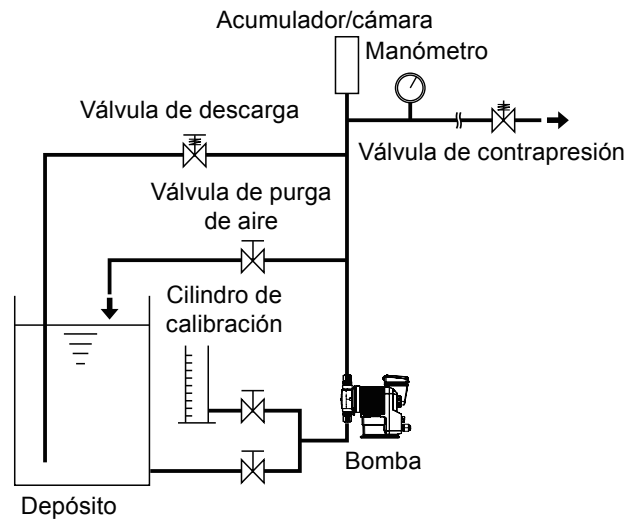 Acumulador/cámara
Manómetro
Válvula de descarga
Válvula de contrapresión
Válvula de purga
de aire
Cilindro de
calibración
Bomba
Depósito